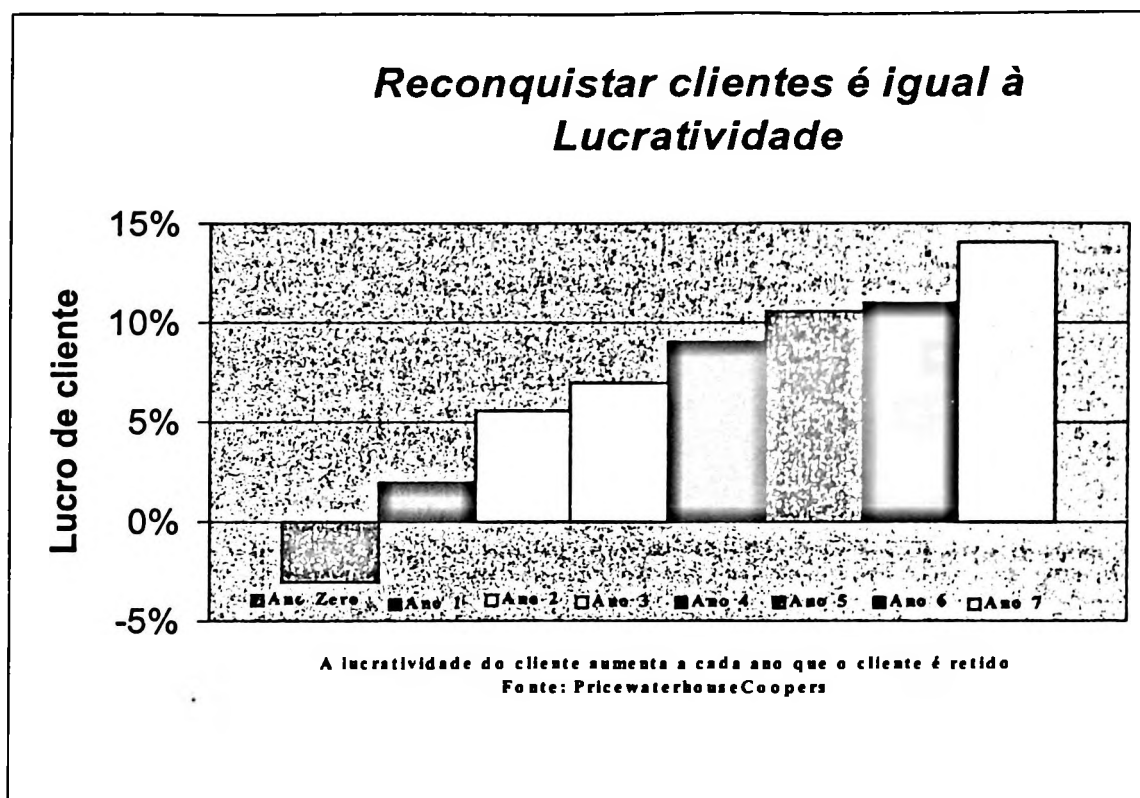 Reconquistar clientes é igual à
Lucratividade
15%
10%
5%
0%
-5%
Lucro de cliente
Ano Zero Ano 1 Ano 2 Ano 3 Ano 4 Ano 5 Ano 6 Ano 7
A lucratividade do cliente aumenta a cada ano que o cliente é retido
Fonte: PricewaterhouseCoopers